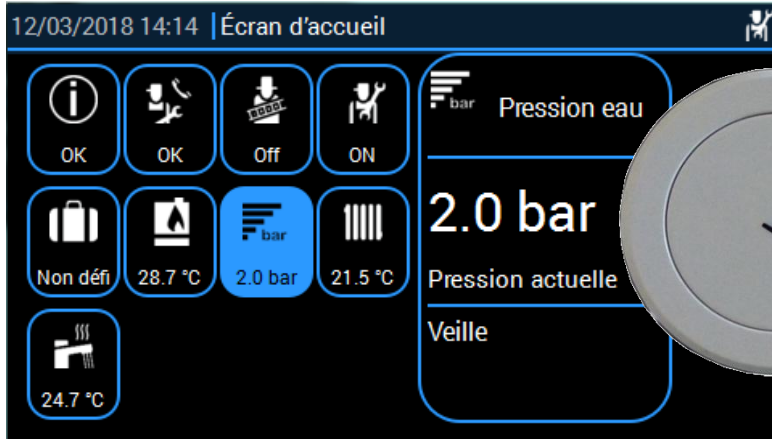 12/03/2018 14:14 | Écran d'accueil
OK
OK
Off
ON
Non défi
28.7 °C
bar
2.0 bar
21.5 °C
24.7 °C
bar
Pression eau
2.0 bar
Pression actuelle
Veille